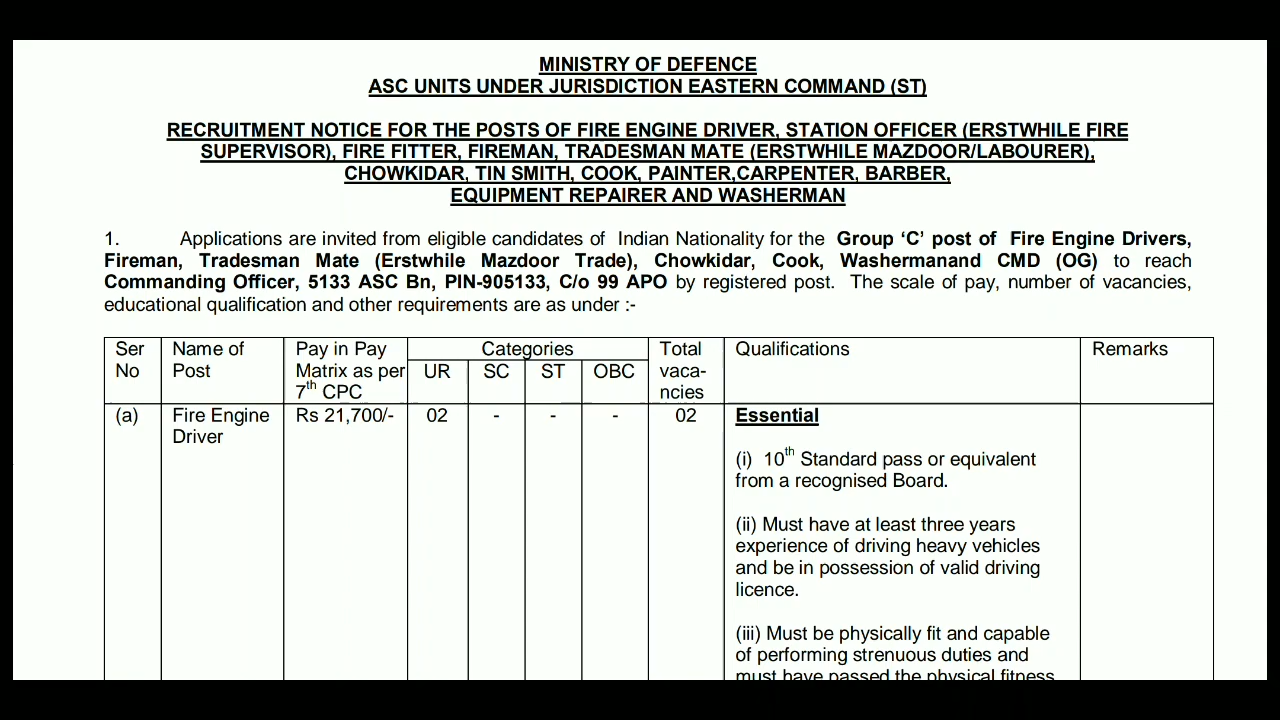 MINISTRY OF DEFENCE
ASC UNITS UNDER JURISDICTION EASTERN COMMAND (ST)
RECRUITMENT NOTICE FOR THE POSTS OF FIRE ENGINE DRIVER, STATION OFFICER (ERSTWHILE FIRE
SUPERVISOR), FIRE FITTER, FIREMAN, TRADESMAN MATE (ERSTWHILE MAZDOOR/LABOURER),
CHOWKIDAR, TIN SMITH, COOK, PAINTER,CARPENTER, BARBER,
EQUIPMENT REPAIRER AND WASHERMAN
1. Applications are invited from eligible candidates of Indian Nationality for the Group ‘C’ post of Fire Engine Drivers,
Fireman, Tradesman Mate (Erstwhile Mazdoor Trade), Chowkidar, Cook, Washermanand CMD (OG) to reach
Commanding Officer, 5133 ASC Bn, PIN-905133, C/o 99 APO by registered post. The scale of pay, number of vacancies,
educational qualification and other requirements are as under :-
Ser No
Name of Post
Pay in Pay Matrix as per 7th CPC
Categories
UR SC ST OBC
Total vaca-ncies
Qualifications
Remarks
(a)
Fire Engine Driver
Rs 21,700/-
02 - - - 02
Essential
(i) 10th Standard pass or equivalent
from a recognised Board.
(ii) Must have at least three years
experience of driving heavy vehicles
and be in possession of valid driving
licence.
(iii) Must be physically fit and capable
of performing strenuous duties and
must have passed the physical fitness